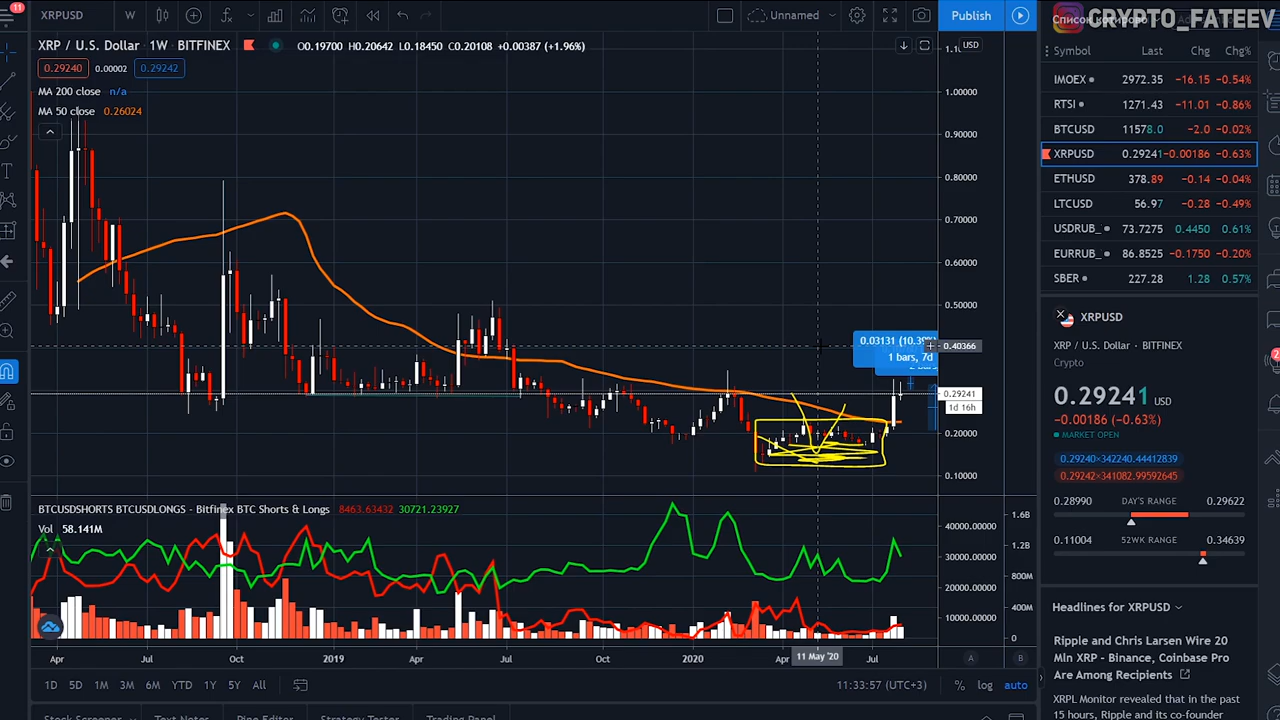 11
XRPUSD W Unnamed Publish
CRYPTO_FATEEV
XRP / U.S. Dollar 1W BITFINEX O0.19700 H0.20642 L0.18450 C0.20108 +0.00387 (+1.96%) USD
0.29240 0.00002 0.29242
MA 200 close n/a
MA 50 close 0.26024
1.00000
0.90000
0.80000
0.70000
0.60000
0.50000
0.40366
0.29241
1d 16h
0.20000
0.10000
0.03131 (10.39%
1 bars, 7d
BTCUSDSHORTS BTCUSDLONGS - Bitfinex BTC Shorts & Longs 8463.63432 30721.23927
Vol 58.141M
40000.00000 1.6B
30000.00000 1.2B
20000.00000 800M
10000.00000 400M
0
Apr Jul Oct 2019 Apr Jul Oct 2020 Apr 11 May '20 Jul A B
1D 5D 1M 3M 6M YTD 1Y 5Y All 11:33:57 (UTC+3) % log auto
Stock Screener Text Notes Pine Editor Strategy Tester Trading Panel
Symbol Last Chg Chg%
IMOEX 2972.35 −16.15 −0.54%
RTSI 1271.43 −11.01 −0.86%
BTCUSD 11578.0 −2.0 −0.02%
XRPUSD 0.29241 −0.00186 −0.63%
ETHUSD 378.89 −0.14 −0.04%
LTCUSD 56.97 −0.28 −0.49%
USDRUB_ 73.7275 0.4450 0.61%
EURRUB_ 86.8525 −0.1750 −0.20%
SBER 227.28 1.28 0.57%
XRPUSD
XRP / U.S. Dollar BITFINEX
Crypto
0.29241 USD
−0.00186 (−0.63%)
MARKET OPEN
0.29240×342240.44412839
0.29242×341082.99592645
0.28990 DAY'S RANGE 0.29622
0.11004 52WK RANGE 0.34639
Headlines for XRPUSD
Ripple and Chris Larsen Wire 20
Mln XRP - Binance, Coinbase Pro
Are Among Recipients
XRPL Monitor revealed that in the past
15 hours, Ripple and its co-founder